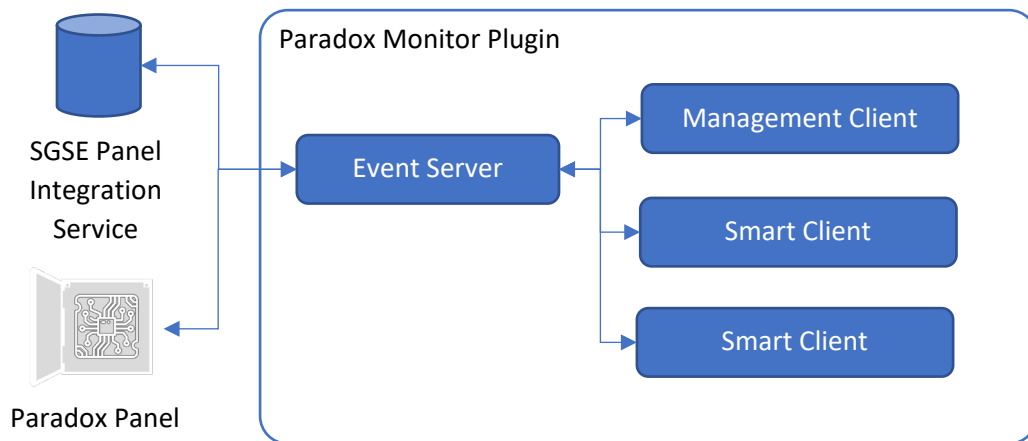 Paradox Monitor Plugin
SGSE Panel
Integration
Service
Paradox Panel
Event Server
Management Client
Smart Client
Smart Client